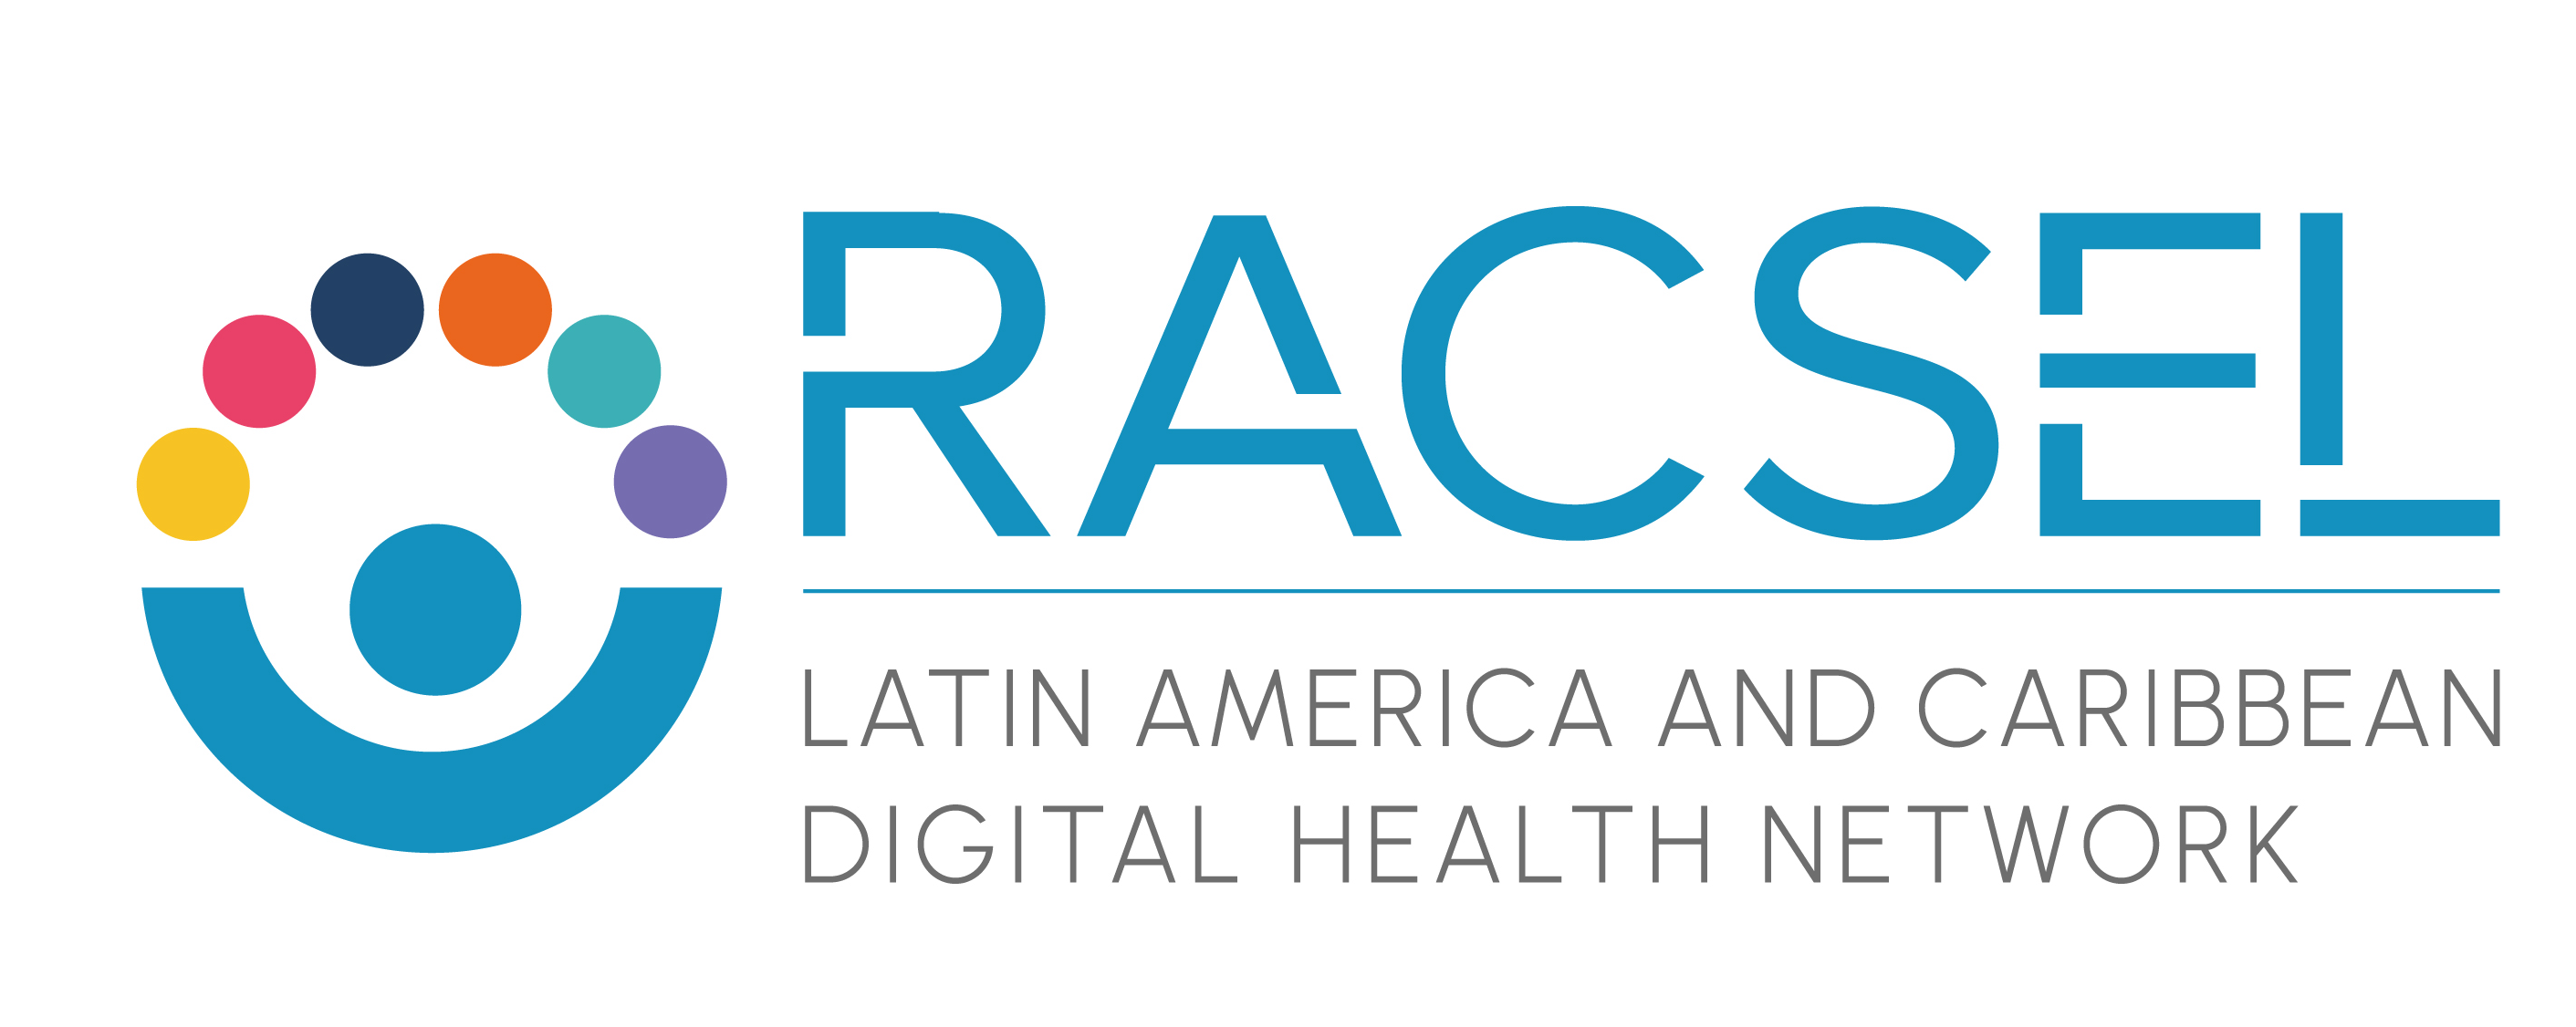 RACSEL
LATIN AMERICA AND CARIBBEAN
DIGITAL HEALTH NETWORK